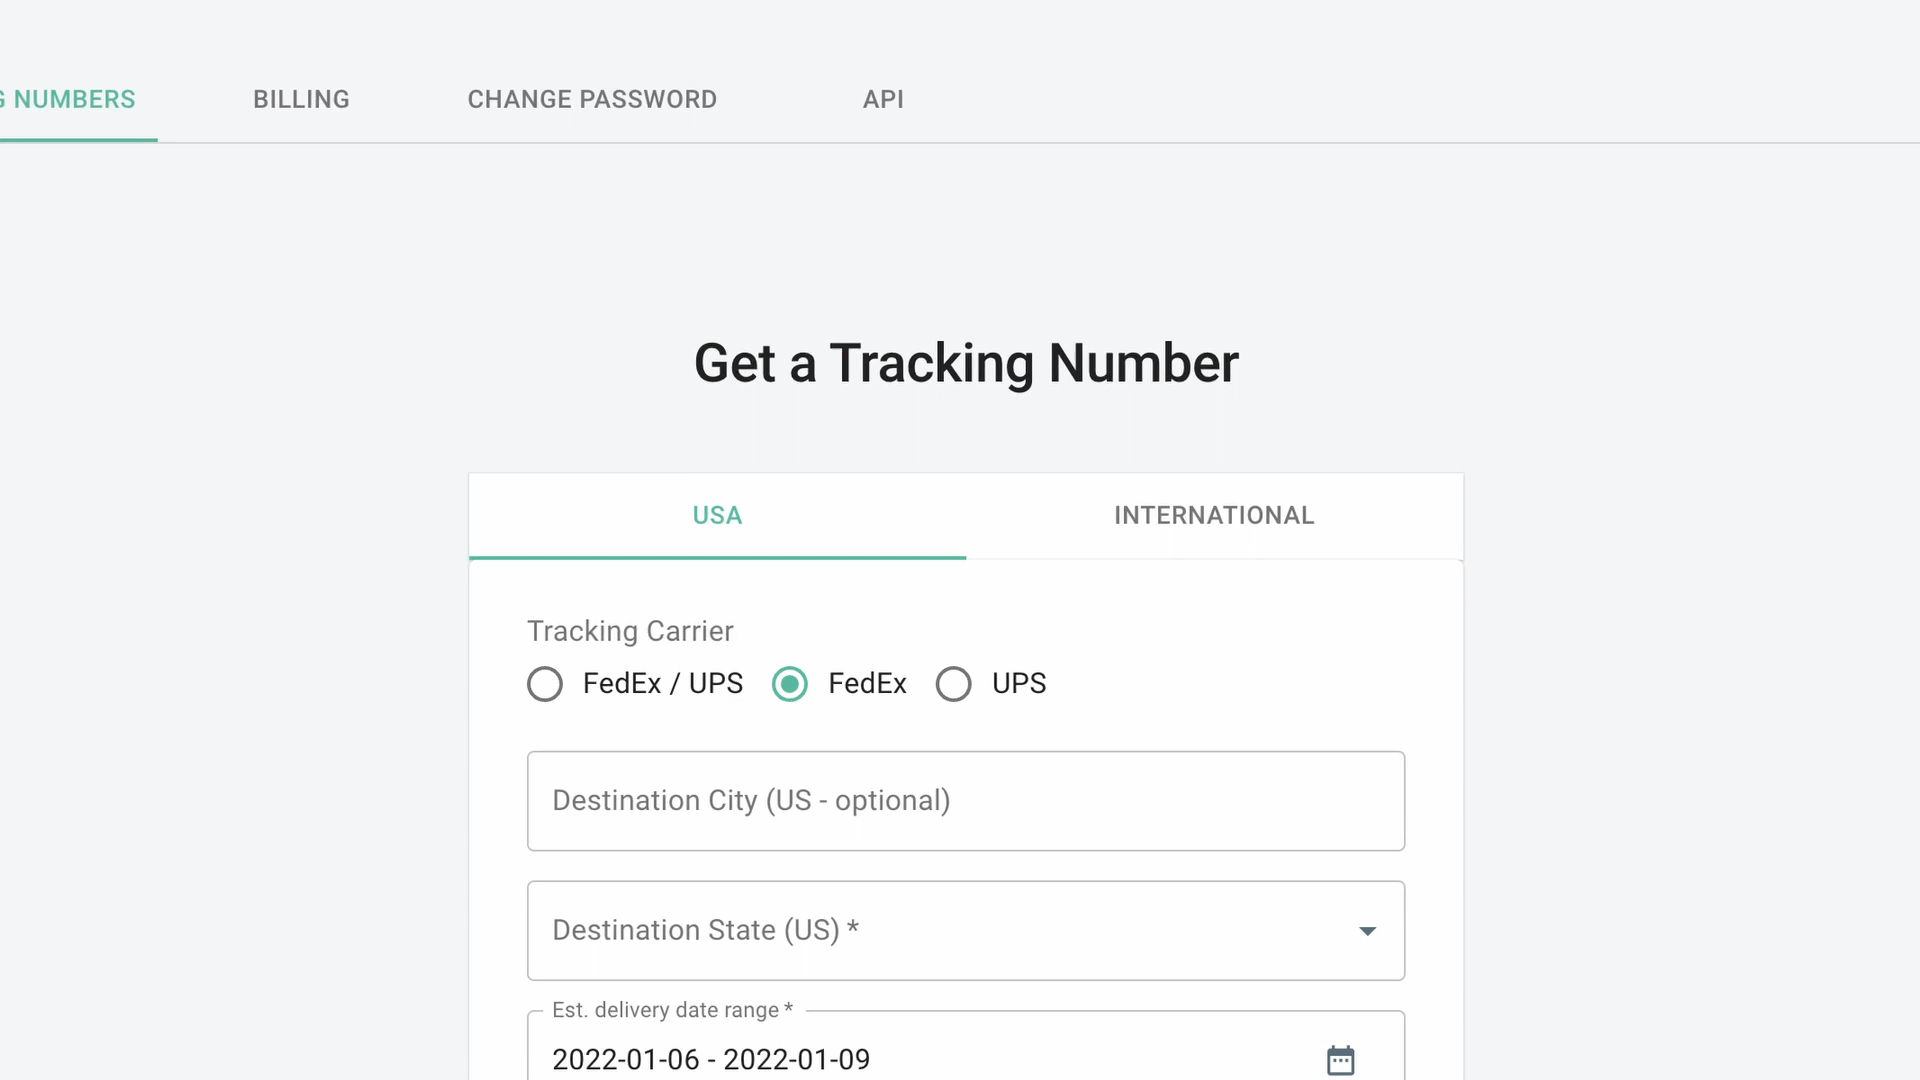 G NUMBERS BILLING CHANGE PASSWORD API
Get a Tracking Number
USA INTERNATIONAL
Tracking Carrier
FedEx / UPS FedEx UPS
Destination City (US - optional)
Destination State (US) *
Est. delivery date range *
2022-01-06 - 2022-01-09